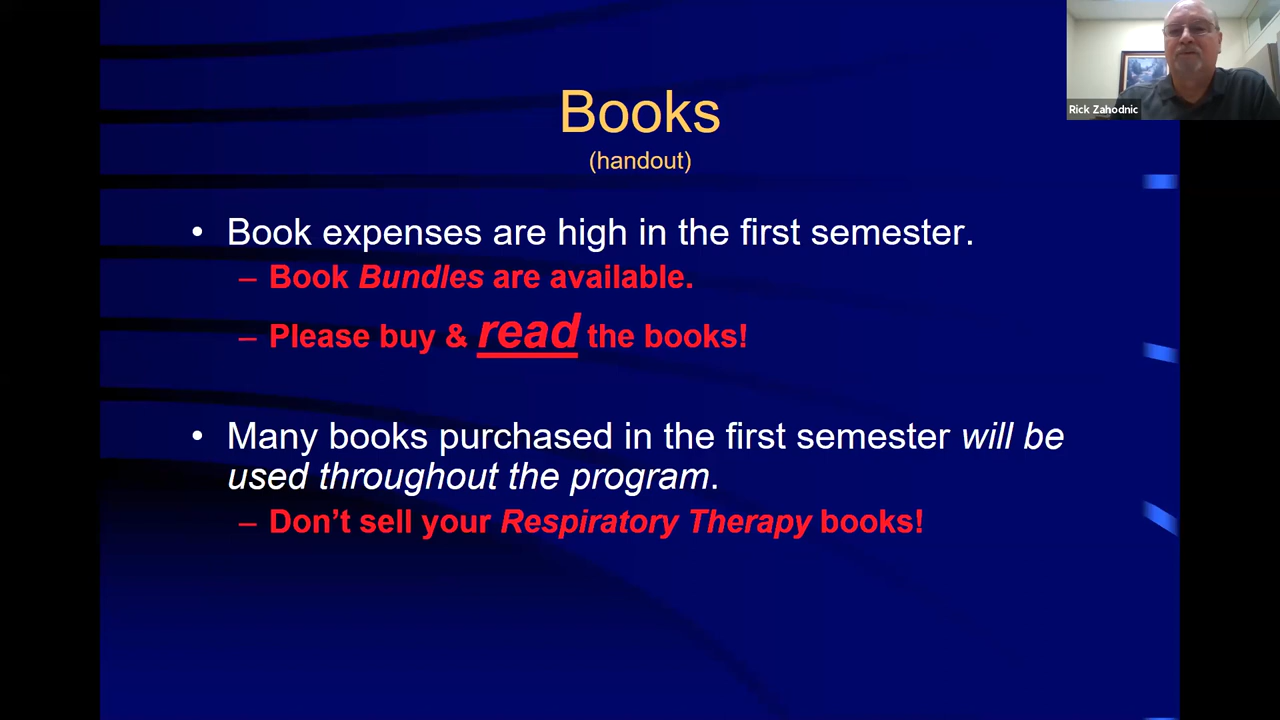 Books
(handout)
• Book expenses are high in the first semester.
– Book Bundles are available.
– Please buy & read the books!
• Many books purchased in the first semester will be
used throughout the program.
– Don’t sell your Respiratory Therapy books!
Rick Zahodnic